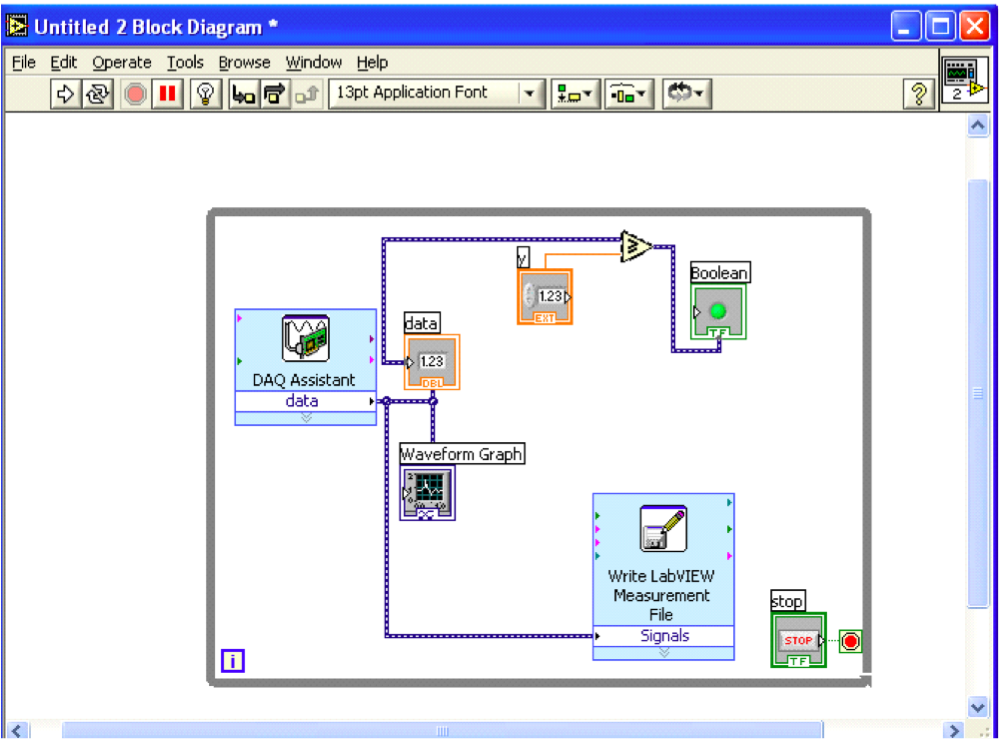 Untitled 2 Block Diagram *
File Edit Operate Tools Browse Window Help
13pt Application Font
2
y
Boolean
1.23
EXT
TF
data
1.23
DBL
DAQ Assistant
data
Waveform Graph
Write LabVIEW
Measurement
File
Signals
stop
STOP
TF
i